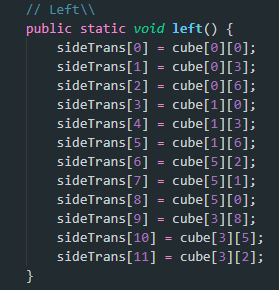 // Left\\
public static void left() {
sideTrans[0] = cube[0][0];
sideTrans[1] = cube[0][3];
sideTrans[2] = cube[0][6];
sideTrans[3] = cube[1][0];
sideTrans[4] = cube[1][3];
sideTrans[5] = cube[1][6];
sideTrans[6] = cube[5][2];
sideTrans[7] = cube[5][1];
sideTrans[8] = cube[5][0];
sideTrans[9] = cube[3][8];
sideTrans[10] = cube[3][5];
sideTrans[11] = cube[3][2];
}